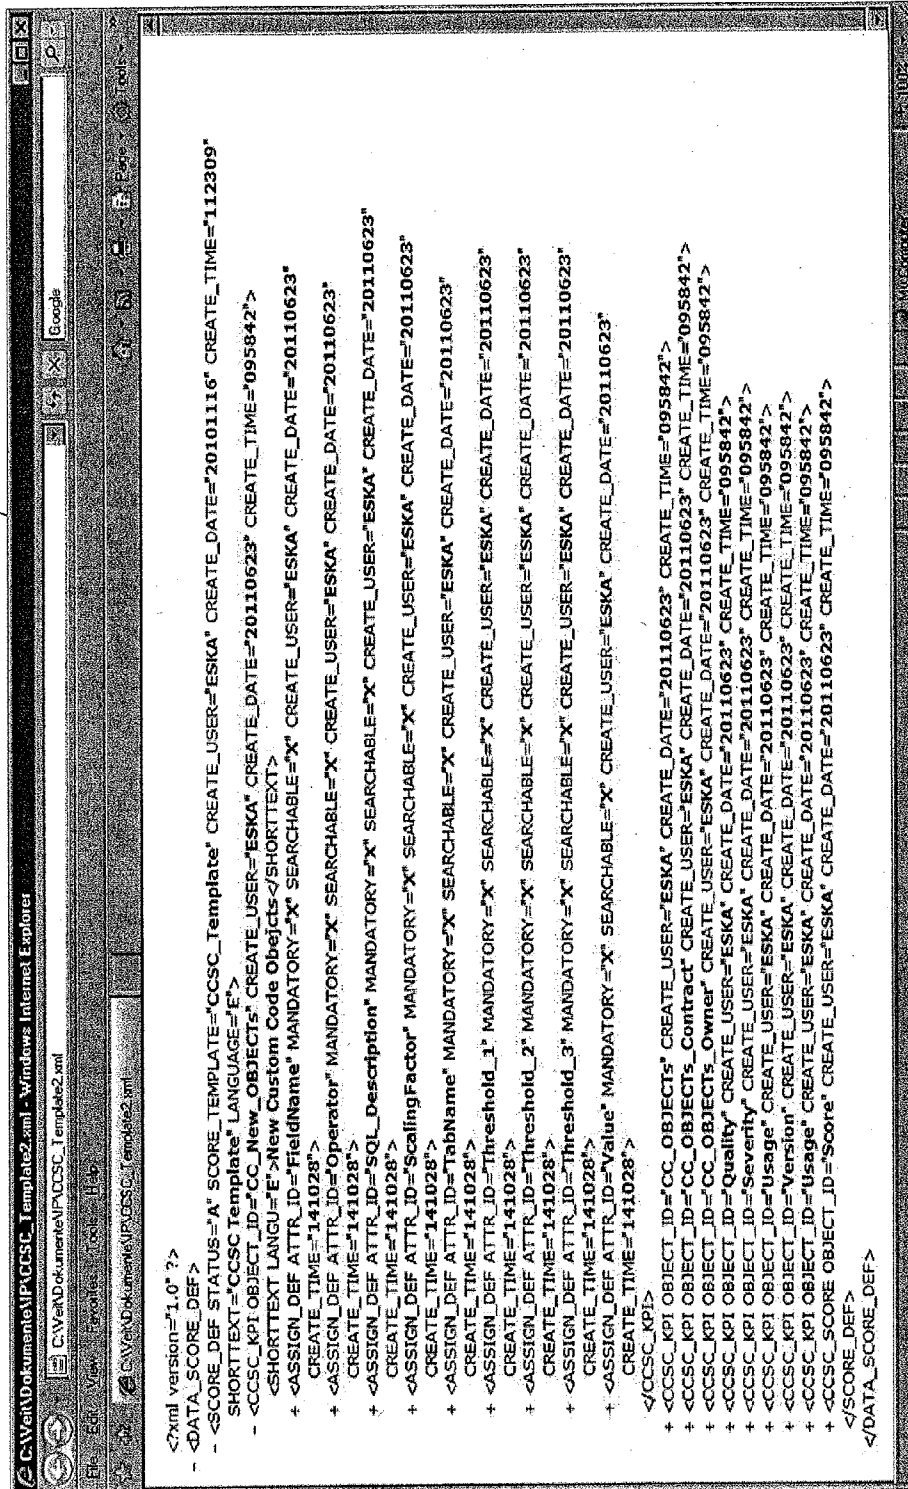 C:\Veit\Dokumente\IP\CCSC_Template2.xml - Windows Internet Explorer
C:\Veit\Dokumente\IP\CCSC_Template2.xml
Google
File Edit View Favorites Tools Help
C:\Veit\Dokumente\IP\CCSC_Template2.xml
Page Tools
<?xml version="1.0" ?>
- <DATA_SCORE_DEF>
- <SCORE_DEF STATUS="A" SCORE_TEMPLATE="CCSC_Template" CREATE_USER="ESKA" CREATE_DATE="20101116" CREATE_TIME="112309"
SHORTTEXT="CCSC Template" LANGUAGE="E">
- <CCSC_KPI OBJECT_ID="CC_New_OBJECTs" CREATE_USER="ESKA" CREATE_DATE="20110623" CREATE_TIME="095842">
<SHORTTEXT LANGU="E">New Custom Code Obejcts</SHORTTEXT>
+ <ASSIGN_DEF ATTR_ID="FieldName" MANDATORY="X" SEARCHABLE="X" CREATE_USER="ESKA" CREATE_DATE="20110623"
CREATE_TIME="141028">
+ <ASSIGN_DEF ATTR_ID="Operator" MANDATORY="X" SEARCHABLE="X" CREATE_USER="ESKA" CREATE_DATE="20110623"
CREATE_TIME="141028">
+ <ASSIGN_DEF ATTR_ID="SQL_Description" MANDATORY="X" SEARCHABLE="X" CREATE_USER="ESKA" CREATE_DATE="20110623"
CREATE_TIME="141028">
+ <ASSIGN_DEF ATTR_ID="ScalingFactor" MANDATORY="X" SEARCHABLE="X" CREATE_USER="ESKA" CREATE_DATE="20110623"
CREATE_TIME="141028">
+ <ASSIGN_DEF ATTR_ID="TabName" MANDATORY="X" SEARCHABLE="X" CREATE_USER="ESKA" CREATE_DATE="20110623"
CREATE_TIME="141028">
+ <ASSIGN_DEF ATTR_ID="Threshold_1" MANDATORY="X" SEARCHABLE="X" CREATE_USER="ESKA" CREATE_DATE="20110623"
CREATE_TIME="141028">
+ <ASSIGN_DEF ATTR_ID="Threshold_2" MANDATORY="X" SEARCHABLE="X" CREATE_USER="ESKA" CREATE_DATE="20110623"
CREATE_TIME="141028">
+ <ASSIGN_DEF ATTR_ID="Threshold_3" MANDATORY="X" SEARCHABLE="X" CREATE_USER="ESKA" CREATE_DATE="20110623"
CREATE_TIME="141028">
+ <ASSIGN_DEF ATTR_ID="Value" MANDATORY="X" SEARCHABLE="X" CREATE_USER="ESKA" CREATE_DATE="20110623"
CREATE_TIME="141028">
</CCSC_KPI>
+ <CCSC_KPI OBJECT_ID="CC_OBJECTs" CREATE_USER="ESKA" CREATE_DATE="20110623" CREATE_TIME="095842">
+ <CCSC_KPI OBJECT_ID="CC_OBJECTs_Contract" CREATE_USER="ESKA" CREATE_DATE="20110623" CREATE_TIME="095842">
+ <CCSC_KPI OBJECT_ID="CC_OBJECTs_Owner" CREATE_USER="ESKA" CREATE_DATE="20110623" CREATE_TIME="095842">
+ <CCSC_KPI OBJECT_ID="Quality" CREATE_USER="ESKA" CREATE_DATE="20110623" CREATE_TIME="095842">
+ <CCSC_KPI OBJECT_ID="Severity" CREATE_USER="ESKA" CREATE_DATE="20110623" CREATE_TIME="095842">
+ <CCSC_KPI OBJECT_ID="Usage" CREATE_USER="ESKA" CREATE_DATE="20110623" CREATE_TIME="095842">
+ <CCSC_KPI OBJECT_ID="Version" CREATE_USER="ESKA" CREATE_DATE="20110623" CREATE_TIME="095842">
+ <CCSC_KPI OBJECT_ID="Usage" CREATE_USER="ESKA" CREATE_DATE="20110623" CREATE_TIME="095842">
+ <CCSC_SCORE OBJECT_ID="Score" CREATE_USER="ESKA" CREATE_DATE="20110623" CREATE_TIME="095842">
</SCORE_DEF>
</DATA_SCORE_DEF>
My Computer
100%